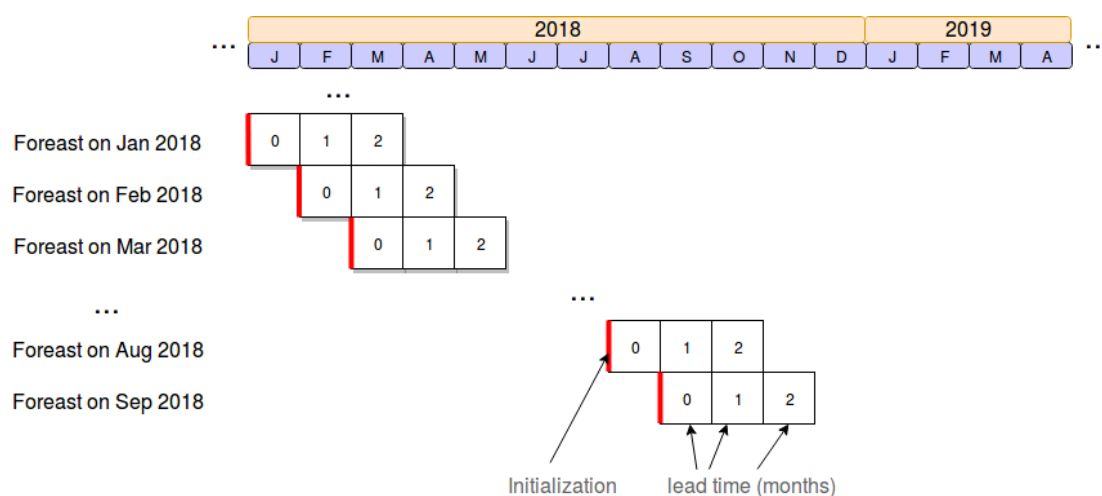 ... 2018 2019 ..
J F M A M J J A S O N D J F M A
...
Foreast on Jan 2018 0 1 2
Foreast on Feb 2018 0 1 2
Foreast on Mar 2018 0 1 2
... ...
Foreast on Aug 2018 0 1 2
Foreast on Sep 2018 0 1 2
Initialization lead time (months)